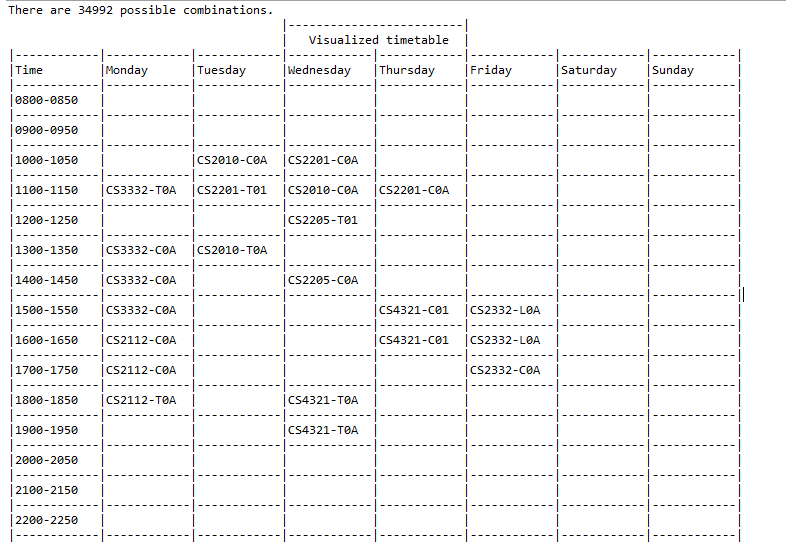 There are 34992 possible combinations.
Visualized timetable
Time Monday Tuesday Wednesday Thursday Friday Saturday Sunday
0800-0850
0900-0950
1000-1050 CS2010-C0A CS2201-C0A
1100-1150 CS3332-T0A CS2201-T01 CS2010-C0A CS2201-C0A
1200-1250 CS2205-T01
1300-1350 CS3332-C0A CS2010-T0A
1400-1450 CS3332-C0A CS2205-C0A
1500-1550 CS3332-C0A CS4321-C01 CS2332-L0A
1600-1650 CS2112-C0A CS4321-C01 CS2332-L0A
1700-1750 CS2112-C0A CS2332-C0A
1800-1850 CS2112-T0A CS4321-T0A
1900-1950 CS4321-T0A
2000-2050
2100-2150
2200-2250